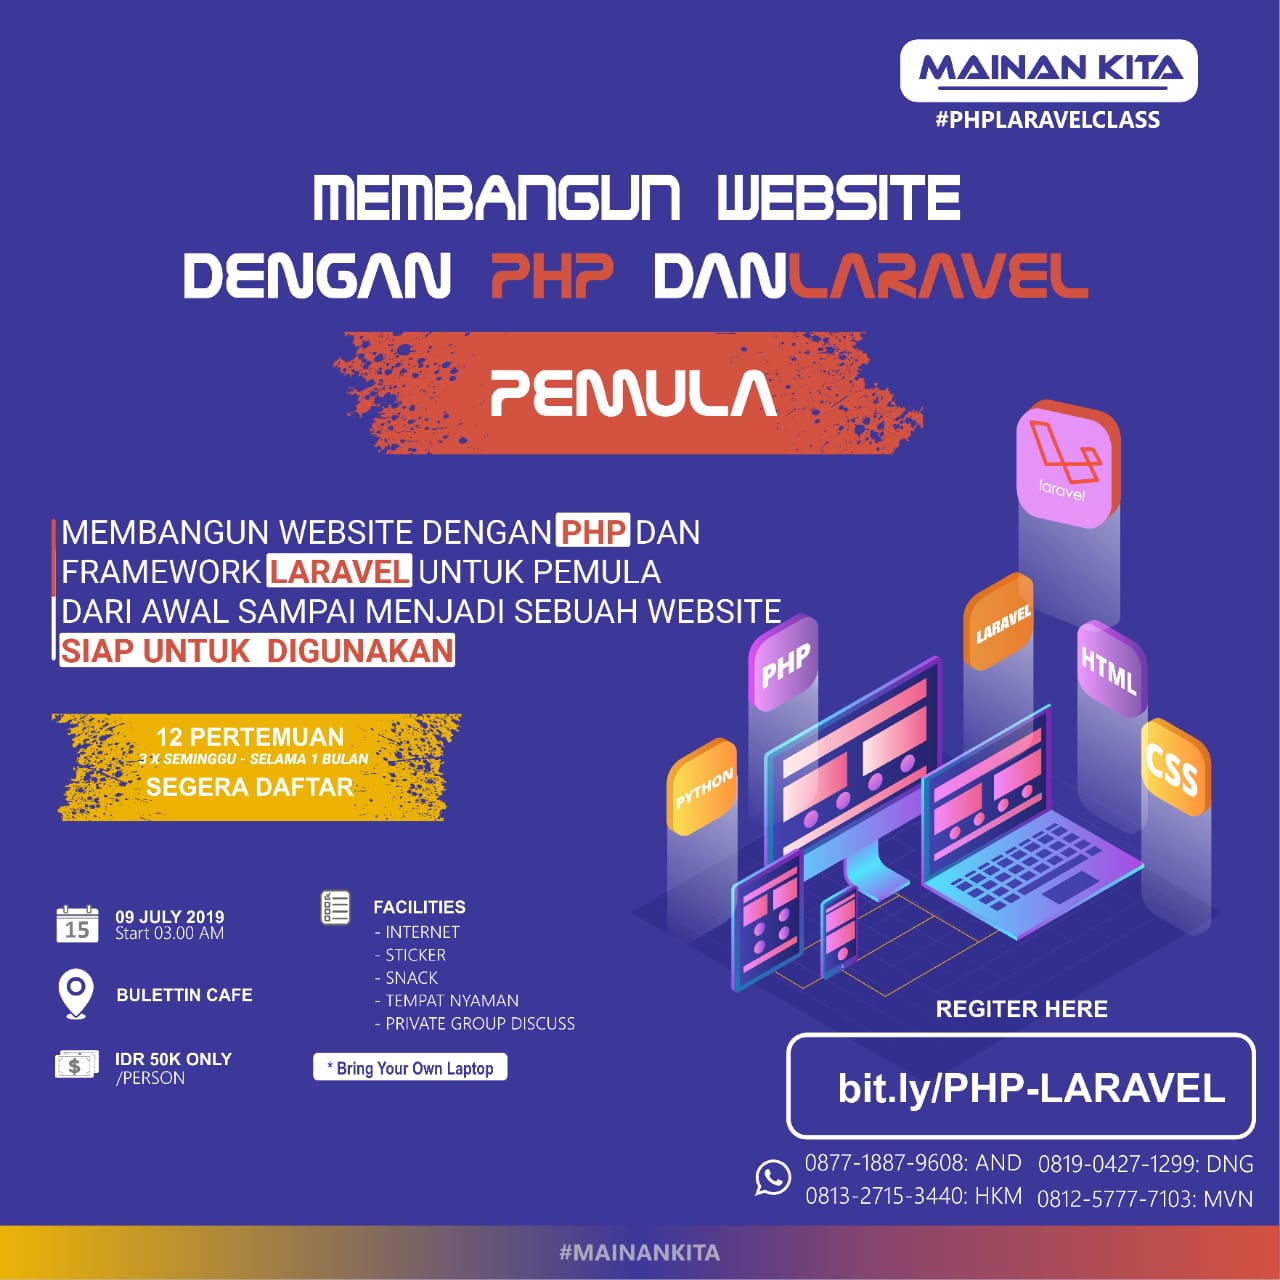 MAINAN KITA
#PHPLARAVELCLASS
MEMBANGUN WEBSITE
DENGAN PHP DANLARAVEL
PEMULA
laravel
MEMBANGUN WEBSITE DENGAN PHP DAN
FRAMEWORK LARAVEL UNTUK PEMULA
DARI AWAL SAMPAI MENJADI SEBUAH WEBSITE
SIAP UNTUK DIGUNAKAN
LARAVEL
PHP
HTML
PYTHON
CSS
12 PERTEMUAN
3 X SEMINGGU - SELAMA 1 BULAN
SEGERA DAFTAR
15
09 JULY 2019
Start 03.00 AM
BULETTIN CAFE
$
IDR 50K ONLY
/PERSON
FACILITIES
- INTERNET
- STICKER
- SNACK
- TEMPAT NYAMAN
- PRIVATE GROUP DISCUSS
* Bring Your Own Laptop
REGITER HERE
bit.ly/PHP-LARAVEL
0877-1887-9608: AND 0819-0427-1299: DNG
0813-2715-3440: HKM 0812-5777-7103: MVN
#MAINANKITA